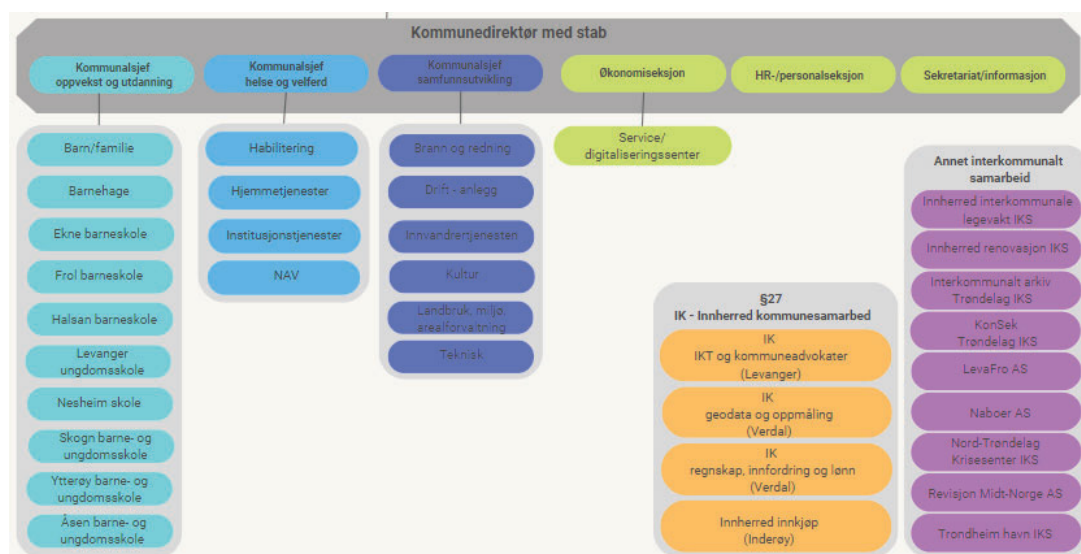 Kommunedirektør med stab
Kommunalsjef
oppvekst og utdanning
Kommunalsjef
helse og velferd
Kommunalsjef
samfunnsutvikling
Økonomiseksjon
HR-/personalseksjon
Sekretariat/informasjon
Barn/familie
Barnehage
Ekne barneskole
Frol barneskole
Halsan barneskole
Levanger
ungdomsskole
Nesheim skole
Skogn barne- og
ungdomsskole
Ytterøy barne- og
ungdomsskole
Åsen barne- og
ungdomsskole
Habilitering
Hjemmetjenester
Institusjonstjenester
NAV
Brann og redning
Drift - anlegg
Innvandrertjenesten
Kultur
Landbruk, miljø,
arealforvaltning
Teknisk
Service/
digitaliseringssenter
§27
IK - Innherred kommunesamarbed
IK
IKT og kommuneadvokater
(Levanger)
IK
geodata og oppmåling
(Verdal)
IK
regnskap, innfordring og lønn
(Verdal)
Innherred innkjøp
(Inderøy)
Annet interkommunalt
samarbeid
Innherred interkommunale
legevakt IKS
Innherred renovasjon IKS
Interkommunalt arkiv
Trøndelag IKS
KonSek
Trøndelag IKS
LevaFro AS
Naboer AS
Nord-Trøndelag
Krisesenter IKS
Revisjon Midt-Norge AS
Trondheim havn IKS